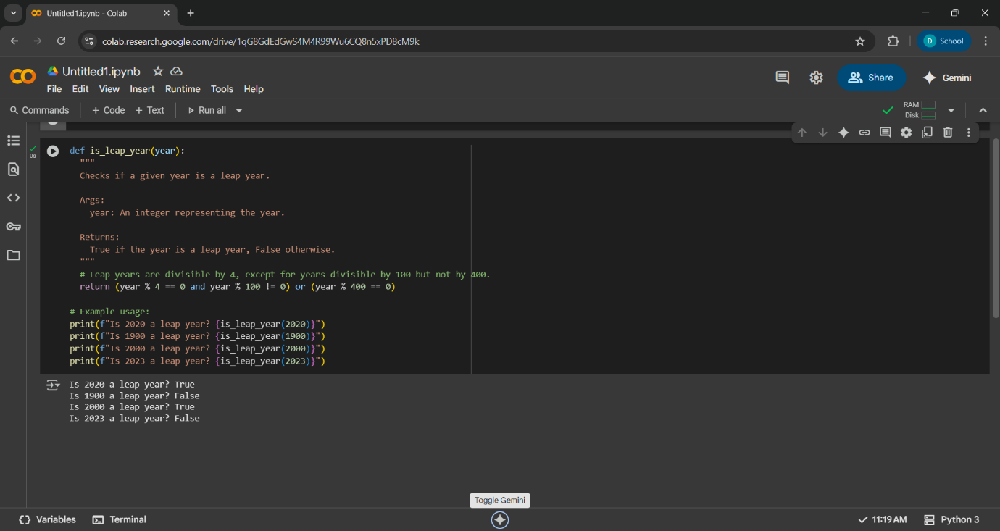 Untitled1.ipynb - Colab
colab.research.google.com/drive/1qG8GdEdGwS4M4R99Wu6CQ8n5xPD8cM9k
D School
Untitled1.ipynb
File Edit View Insert Runtime Tools Help
Share
Gemini
Commands + Code + Text Run all
RAM
Disk
0s
def is_leap_year(year):
"""
Checks if a given year is a leap year.
Args:
year: An integer representing the year.
Returns:
True if the year is a leap year, False otherwise.
"""
# Leap years are divisible by 4, except for years divisible by 100 but not by 400.
return (year % 4 == 0 and year % 100 != 0) or (year % 400 == 0)
# Example usage:
print(f"Is 2020 a leap year? {is_leap_year(2020)}")
print(f"Is 1900 a leap year? {is_leap_year(1900)}")
print(f"Is 2000 a leap year? {is_leap_year(2000)}")
print(f"Is 2023 a leap year? {is_leap_year(2023)}")
Is 2020 a leap year? True
Is 1900 a leap year? False
Is 2000 a leap year? True
Is 2023 a leap year? False
Toggle Gemini
{} Variables Terminal
11:19 AM Python 3